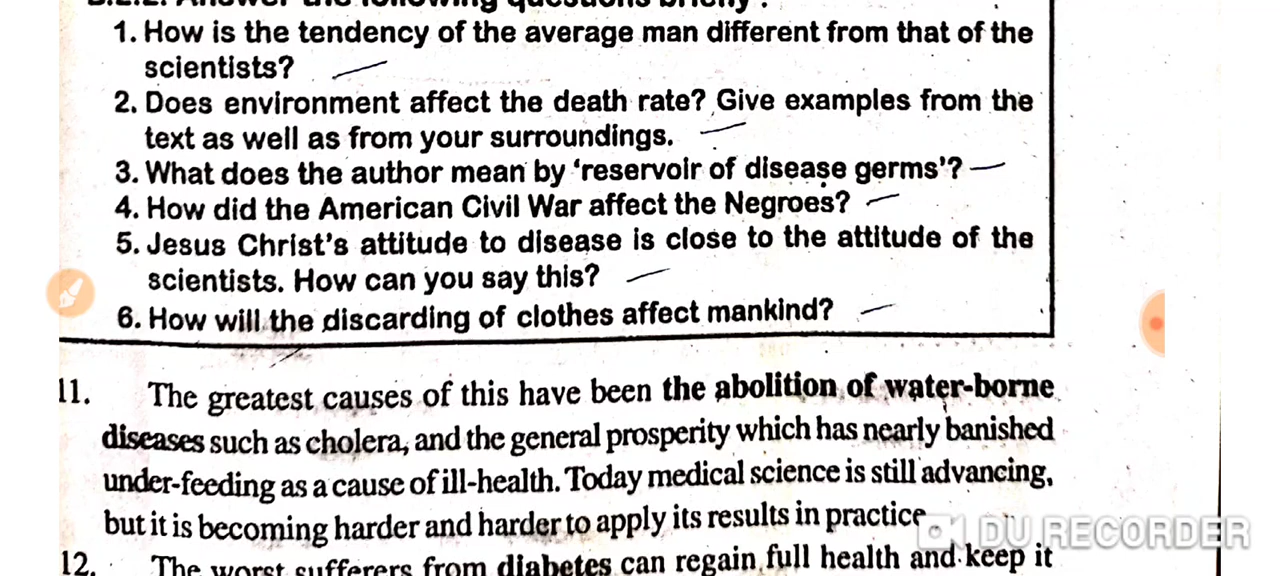 B.2.2. Answer the following questions briefly :
1. How is the tendency of the average man different from that of the
scientists?
2. Does environment affect the death rate? Give examples from the
text as well as from your surroundings.
3. What does the author mean by ‘reservoir of disease germs’?
4. How did the American Civil War affect the Negroes?
5. Jesus Christ's attitude to disease is close to the attitude of the
scientists. How can you say this?
6. How will the discarding of clothes affect mankind?
11. The greatest causes of this have been the abolition of water-borne
diseases such as cholera, and the general prosperity which has nearly banished
under-feeding as a cause of ill-health. Today medical science is still advancing,
but it is becoming harder and harder to apply its results in practice.
DU RECORDER
12. The worst sufferers from diabetes can regain full health and keep it